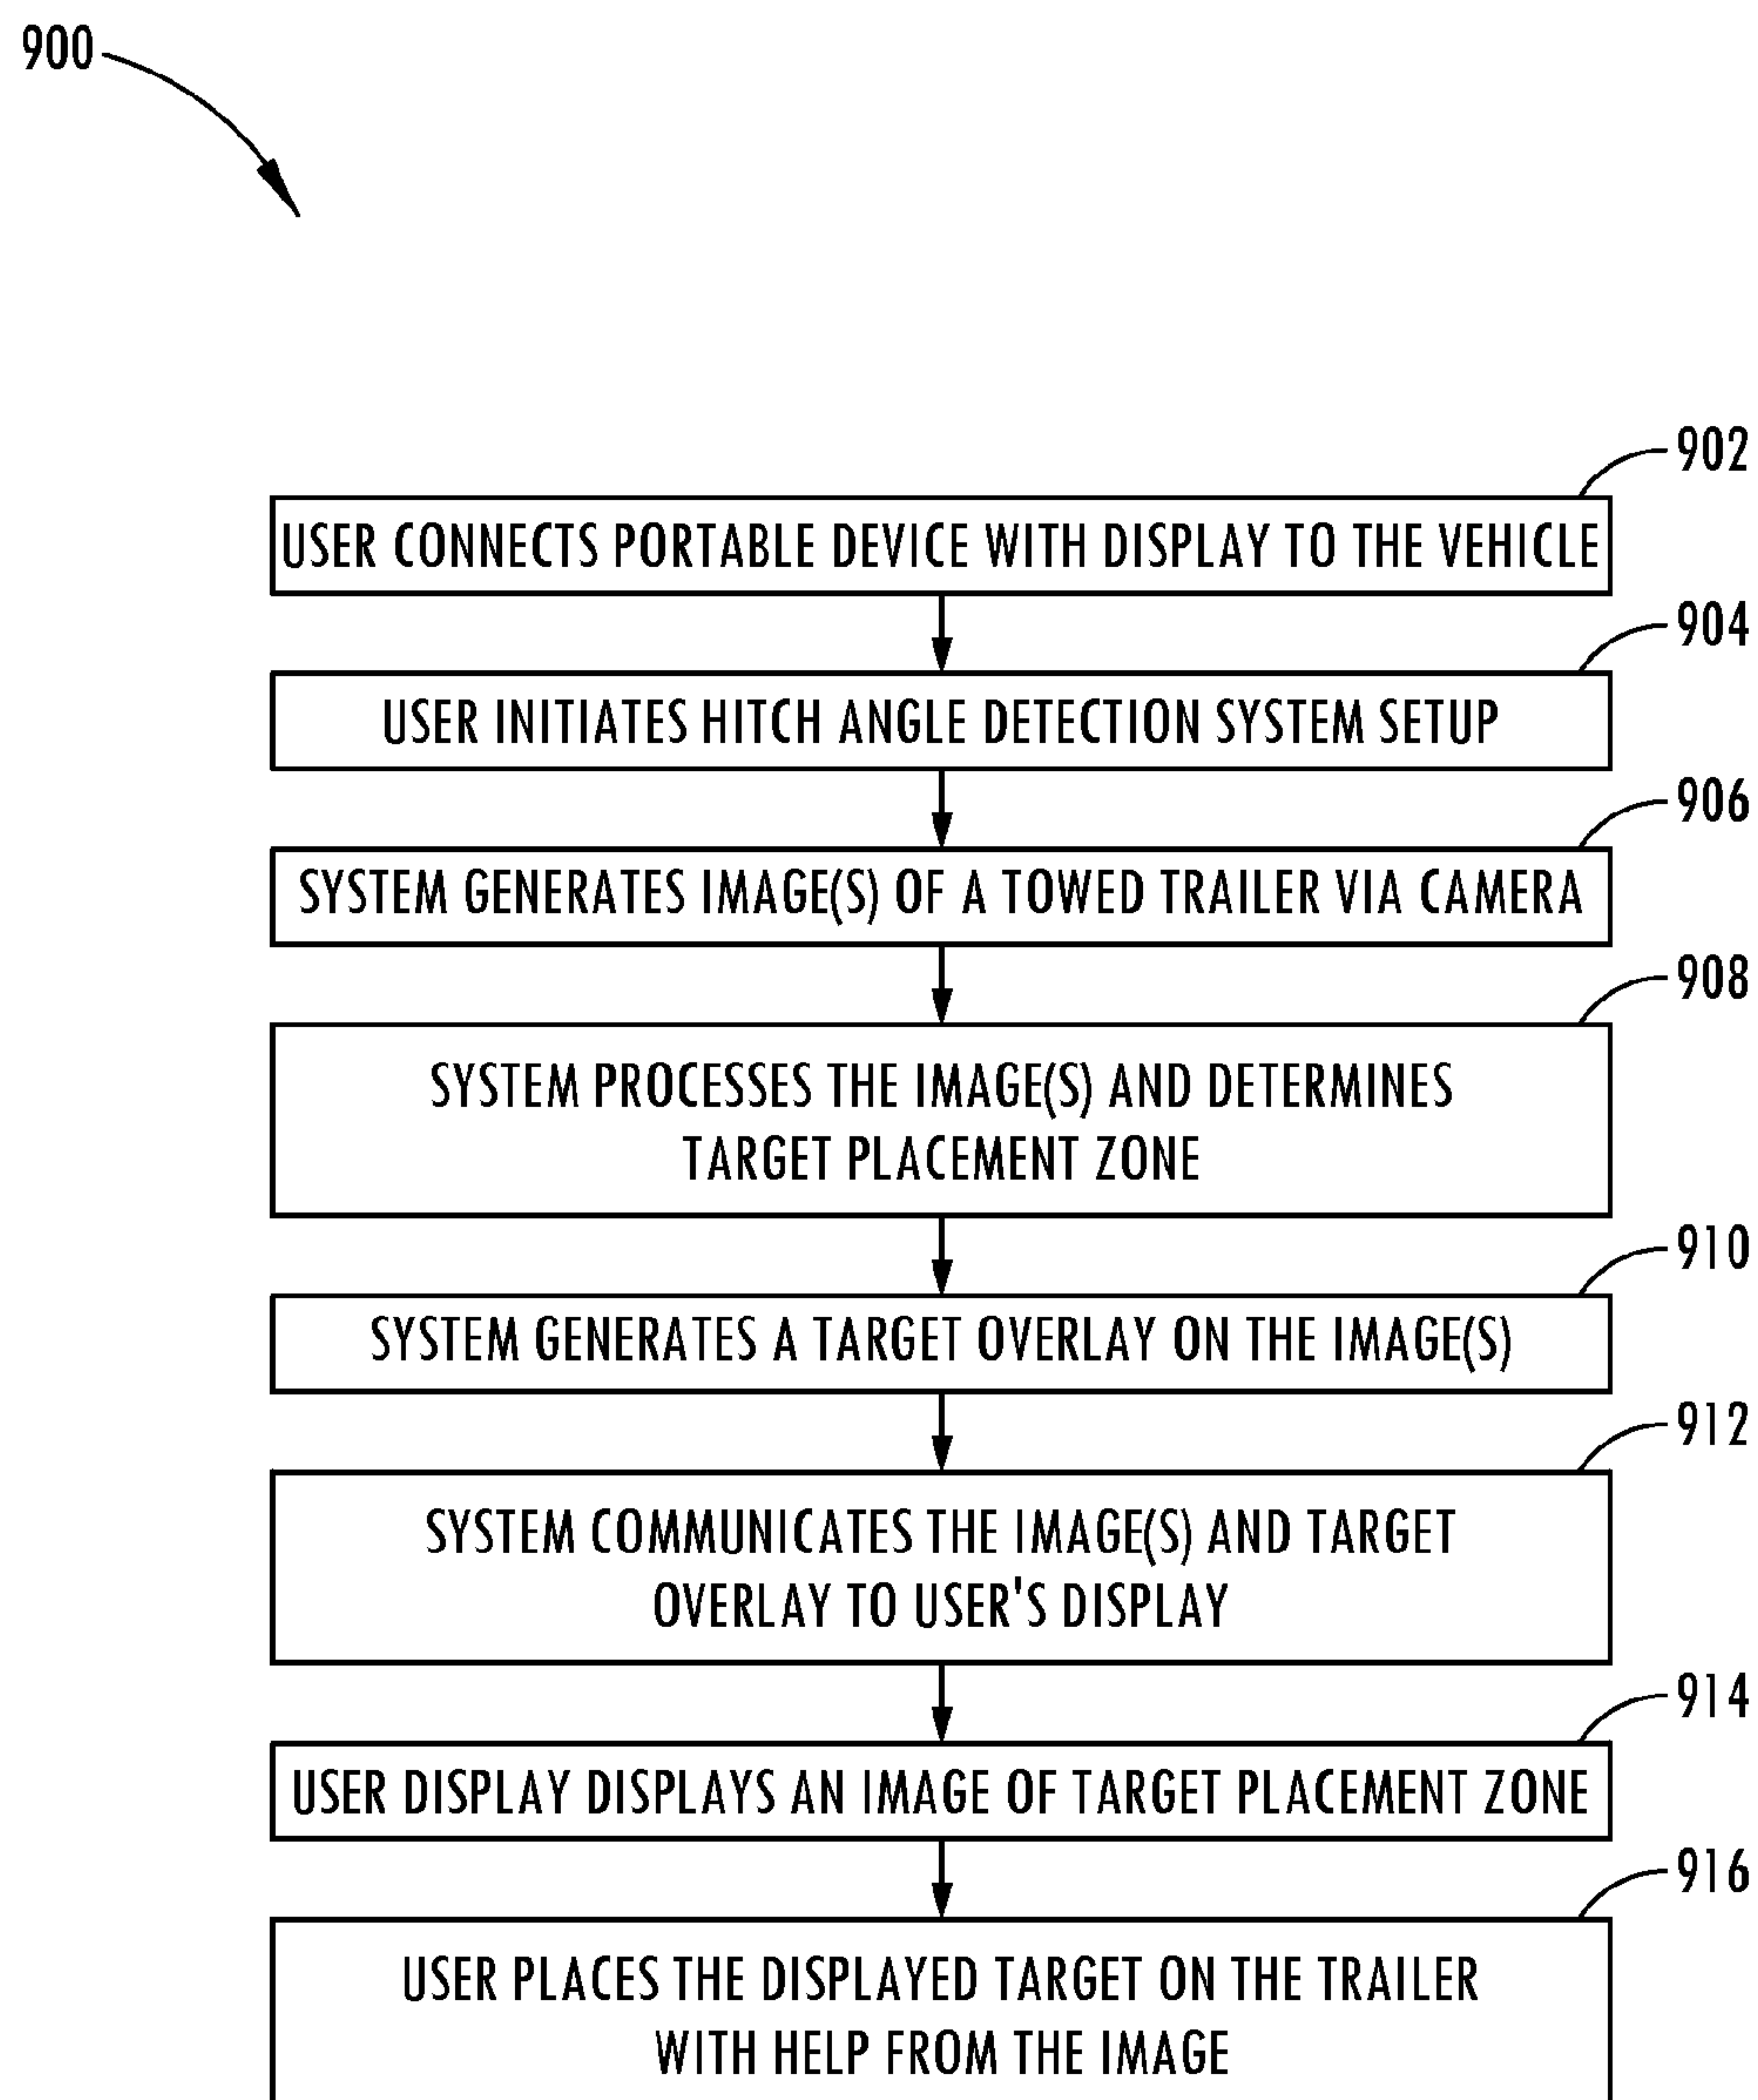 900
902
USER CONNECTS PORTABLE DEVICE WITH DISPLAY TO THE VEHICLE
904
USER INITIATES HITCH ANGLE DETECTION SYSTEM SETUP
906
SYSTEM GENERATES IMAGE(S) OF A TOWED TRAILER VIA CAMERA
908
SYSTEM PROCESSES THE IMAGE(S) AND DETERMINES
TARGET PLACEMENT ZONE
910
SYSTEM GENERATES A TARGET OVERLAY ON THE IMAGE(S)
912
SYSTEM COMMUNICATES THE IMAGE(S) AND TARGET
OVERLAY TO USER'S DISPLAY
914
USER DISPLAY DISPLAYS AN IMAGE OF TARGET PLACEMENT ZONE
916
USER PLACES THE DISPLAYED TARGET ON THE TRAILER
WITH HELP FROM THE IMAGE